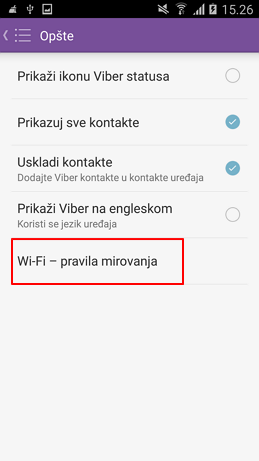 15.26
Opšte
Prikaži ikonu Viber statusa
Prikazuj sve kontakte
Uskladi kontakte
Dodajte Viber kontakte u kontakte uređaja
Prikaži Viber na engleskom
Koristi se jezik uređaja
Wi-Fi – pravila mirovanja